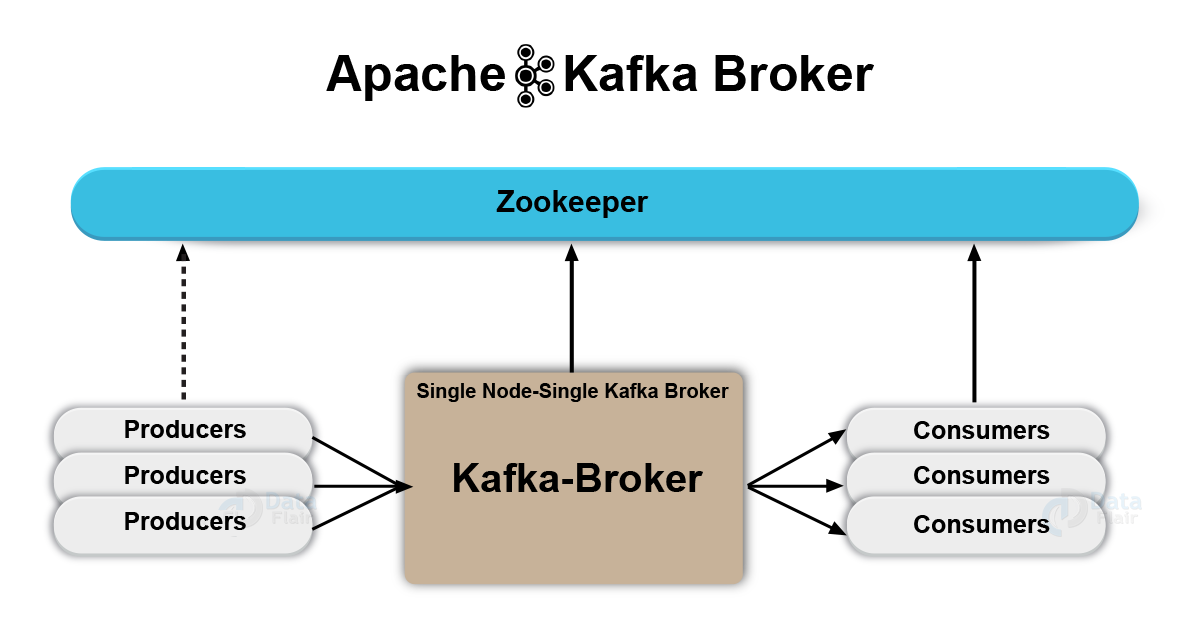 Apache Kafka Broker
Zookeeper
Single Node-Single Kafka Broker
Kafka-Broker
Producers
Producers
Producers
Consumers
Consumers
Consumers
Data
Flair
Data
Flair